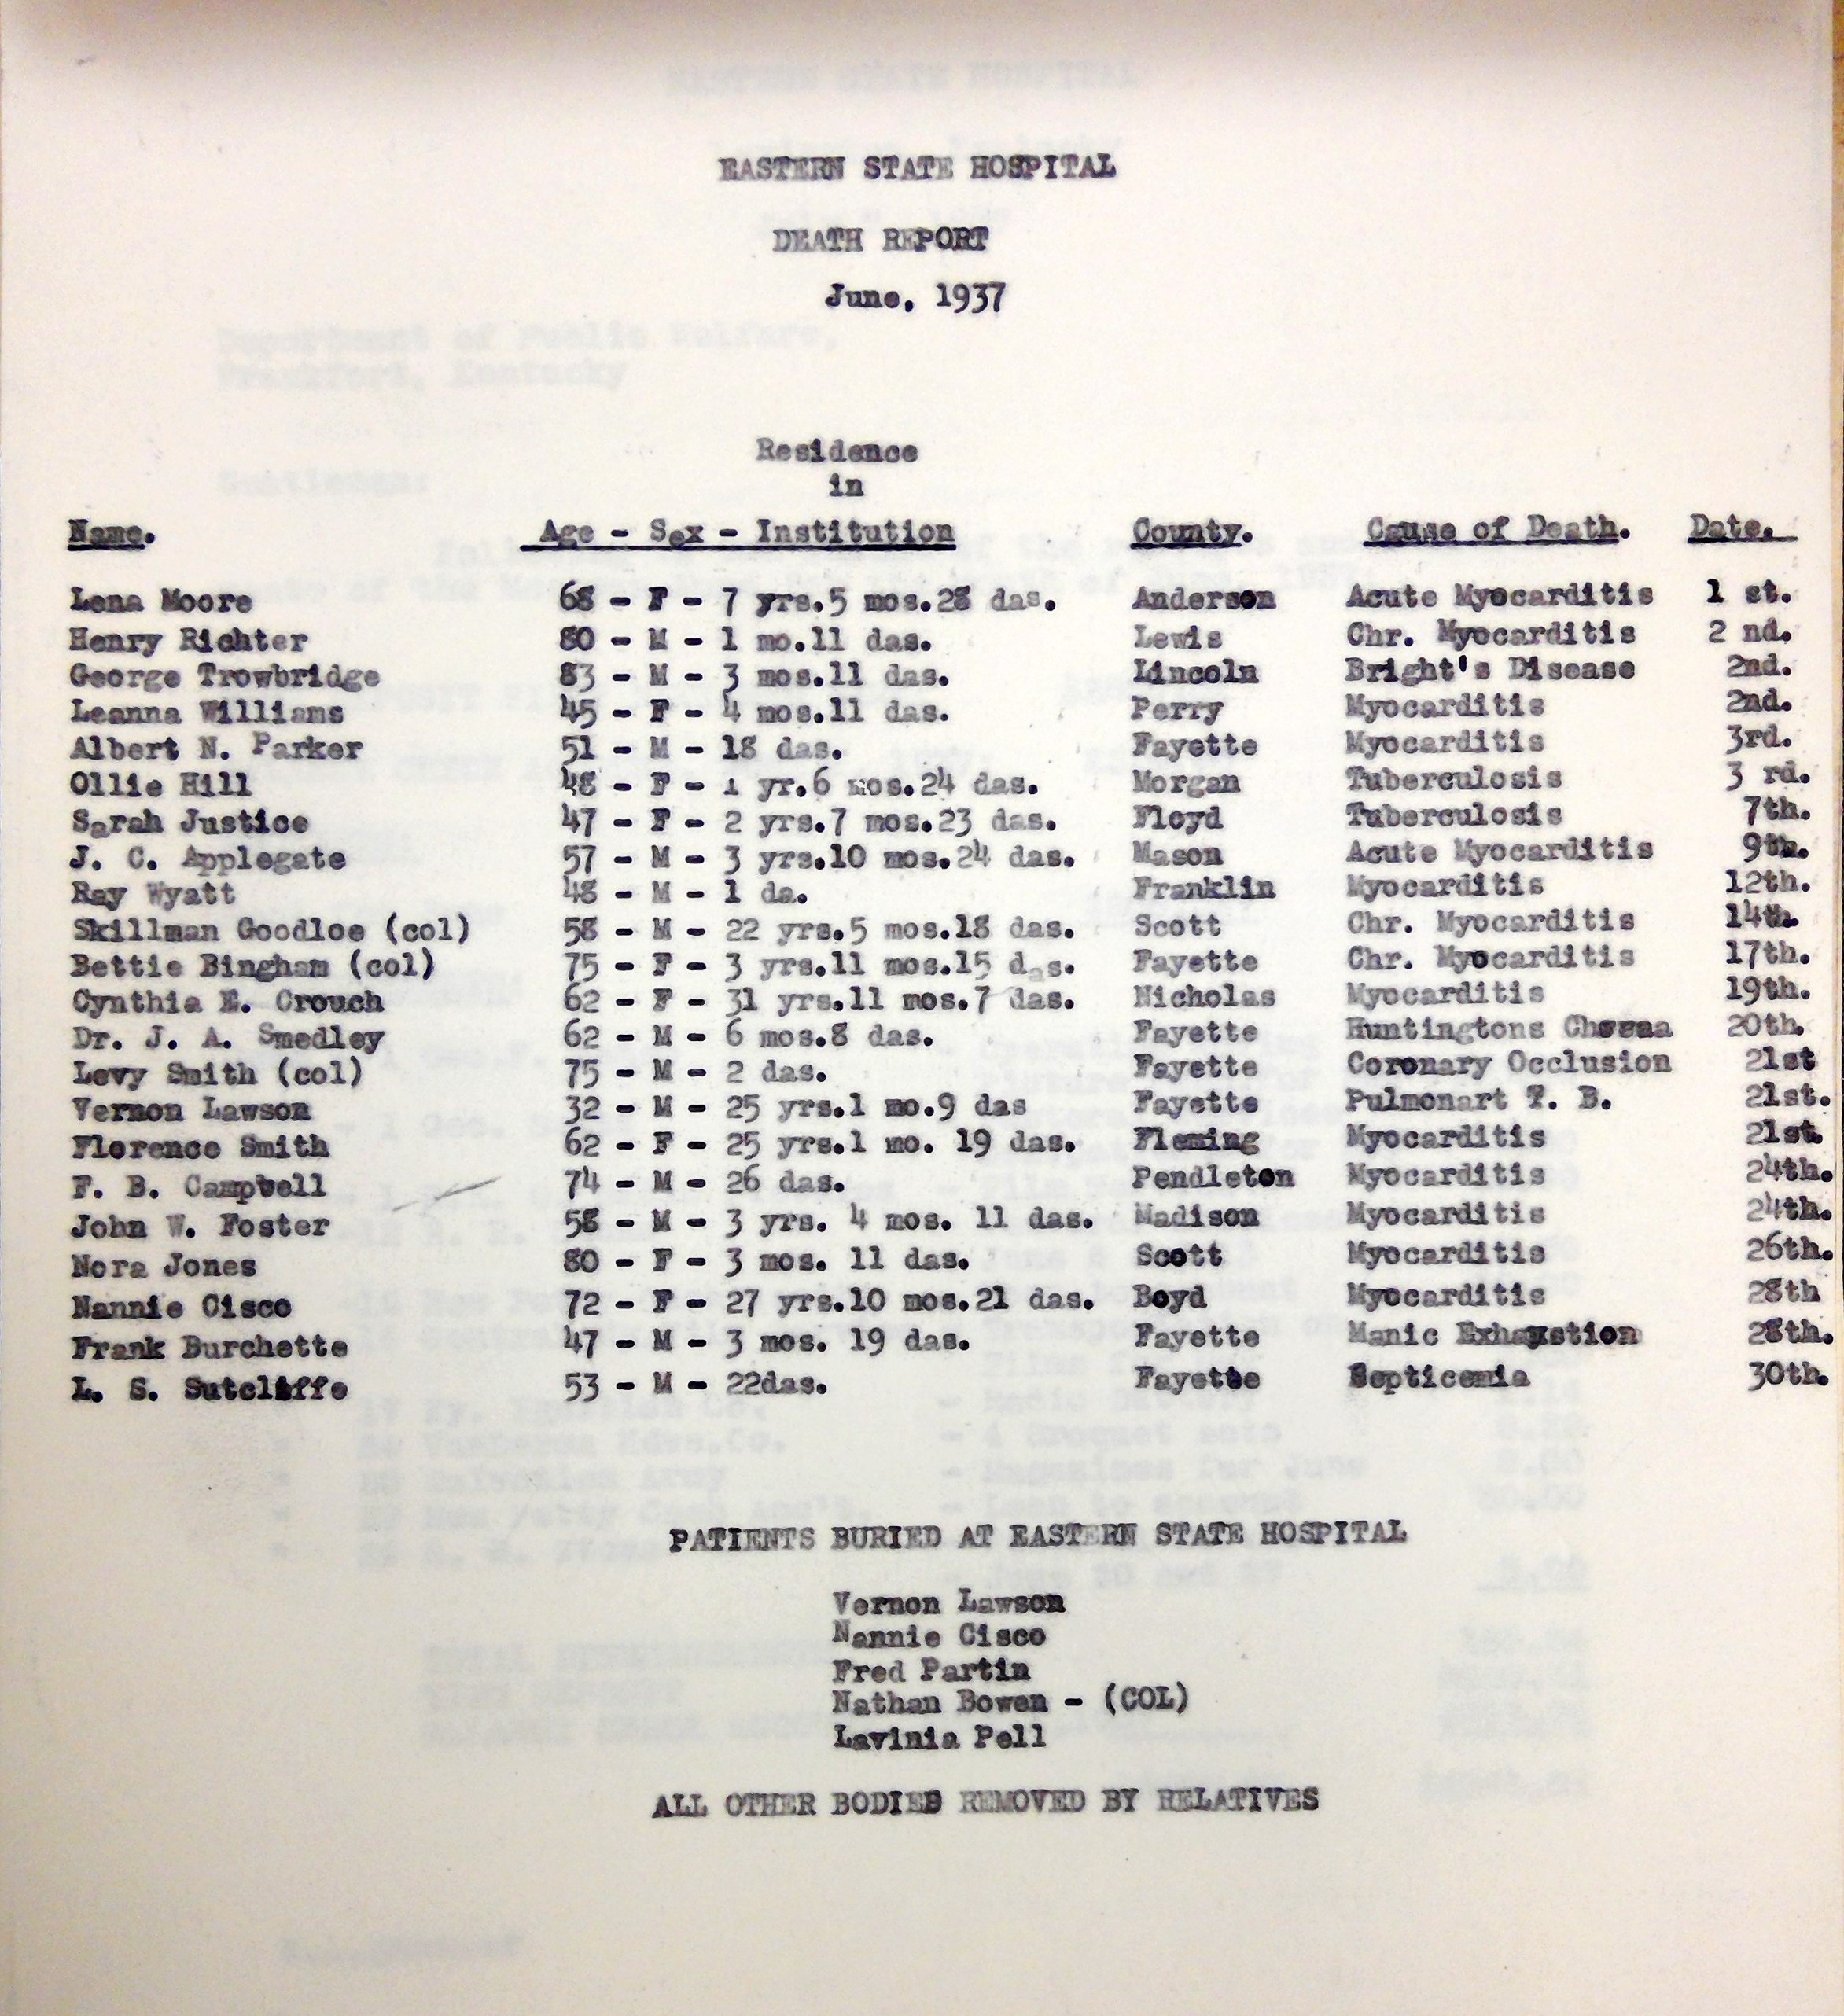 EASTERN STATE HOSPITAL
DEATH REPORT
June, 1937
Residence
in
Name. Age - Sex - Institution County. Cause of Death. Date.
Lena Moore 68 - F - 7 yrs.5 mos.28 das. Anderson Acute Myocarditis 1 st.
Henry Richter 80 - M - 1 mo.11 das. Lewis Chr. Myocarditis 2 nd.
George Trowbridge 83 - M - 3 mos.11 das. Lincoln Bright's Disease 2nd.
Leanna Williams 45 - F - 4 mos.11 das. Perry Myocarditis 2nd.
Albert N. Parker 51 - M - 18 das. Fayette Myocarditis 3rd.
Ollie Hill 48 - F - 1 yr.6 mos.24 das. Morgan Tuberculosis 3 rd.
Sarah Justice 47 - F - 2 yrs.7 mos.23 das. Floyd Tuberculosis 7th.
J. C. Applegate 57 - M - 3 yrs.10 mos.24 das. Mason Acute Myocarditis 9th.
Ray Wyatt 48 - M - 1 da. Franklin Myocarditis 12th.
Skillman Goodloe (col) 58 - M - 22 yrs.5 mos.18 das. Scott Chr. Myocarditis 14th.
Bettie Bingham (col) 75 - F - 3 yrs.11 mos.15 das. Fayette Chr. Myocarditis 17th.
Cynthia E. Crouch 62 - F - 31 yrs.11 mos.7 das. Nicholas Myocarditis 19th.
Dr. J. A. Smedley 62 - M - 6 mos.8 das. Fayette Huntingtons 20th.
Levy Smith (col) 75 - M - 2 das. Fayette Coronary Occlusion 21st
Vernon Lawson 32 - M - 25 yrs.1 mo.9 das Fayette Pulmonart T. B. 21st.
Florence Smith 62 - F - 25 yrs.1 mo. 19 das. Fleming Myocarditis 21st.
F. B. Campbell 74 - M - 26 das. Pendleton Myocarditis 24th.
John W. Foster 58 - M - 3 yrs. 4 mos. 11 das. Madison Myocarditis 24th.
Nora Jones 80 - F - 3 mos. 11 das. Scott Myocarditis 26th.
Nannie Cisco 72 - F - 27 yrs.10 mos.21 das. Boyd Myocarditis 28th
Frank Burchette 47 - M - 3 mos. 19 das. Fayette Manic Exhaustion 28th.
L. S. Sutcliffe 53 - M - 22das. Fayette Septicemia 30th.
PATIENTS BURIED AT EASTERN STATE HOSPITAL
Vernon Lawson
Nannie Cisco
Fred Partin
Nathan Bowen - (COL)
Lavinia Pell
ALL OTHER BODIES REMOVED BY RELATIVES